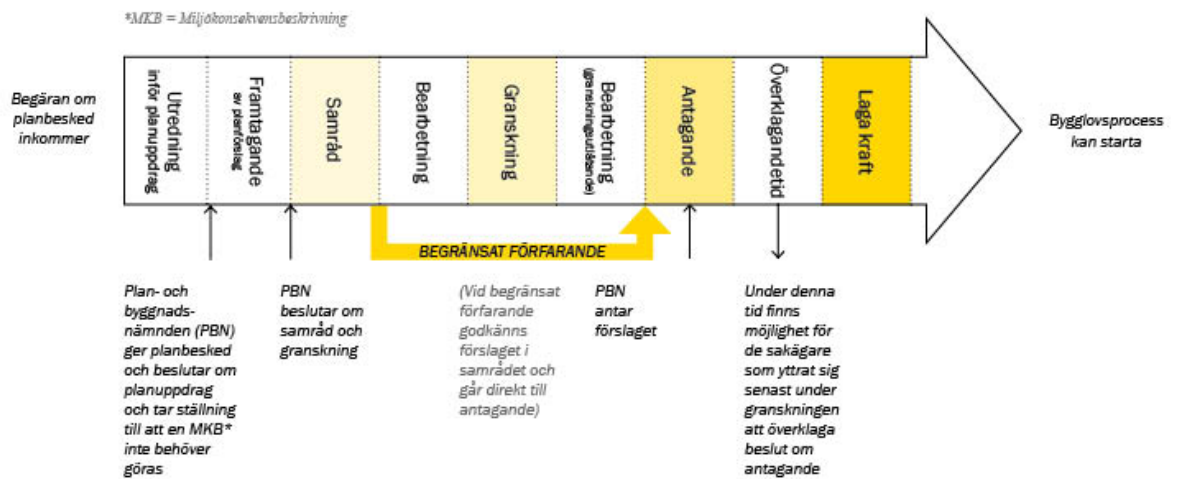 *MKB = Miljökonsekvensbeskrivning
Begäran om
planbesked
inkommer
Utredning
inför planuppdrag
Framtagande
av planförslag
Samråd
Bearbetning
Granskning
Bearbetning
(granskningsutlåtande)
Antagande
Överklagandetid
Laga kraft
Bygglovsprocess
kan starta
BEGRÄNSAT FÖRFARANDE
Plan- och
byggnads-
nämnden (PBN)
ger planbesked
och beslutar om
planuppdrag
och tar ställning
till att en MKB*
inte behöver
göras
PBN
beslutar om
samråd och
granskning
(Vid begränsat
förfarande
godkänns
förslaget i
samrådet och
går direkt till
antagande)
PBN
antar
förslaget
Under denna
tid finns
möjlighet för
de sakägare
som yttrat sig
senast under
granskningen
att överklaga
beslut om
antagande